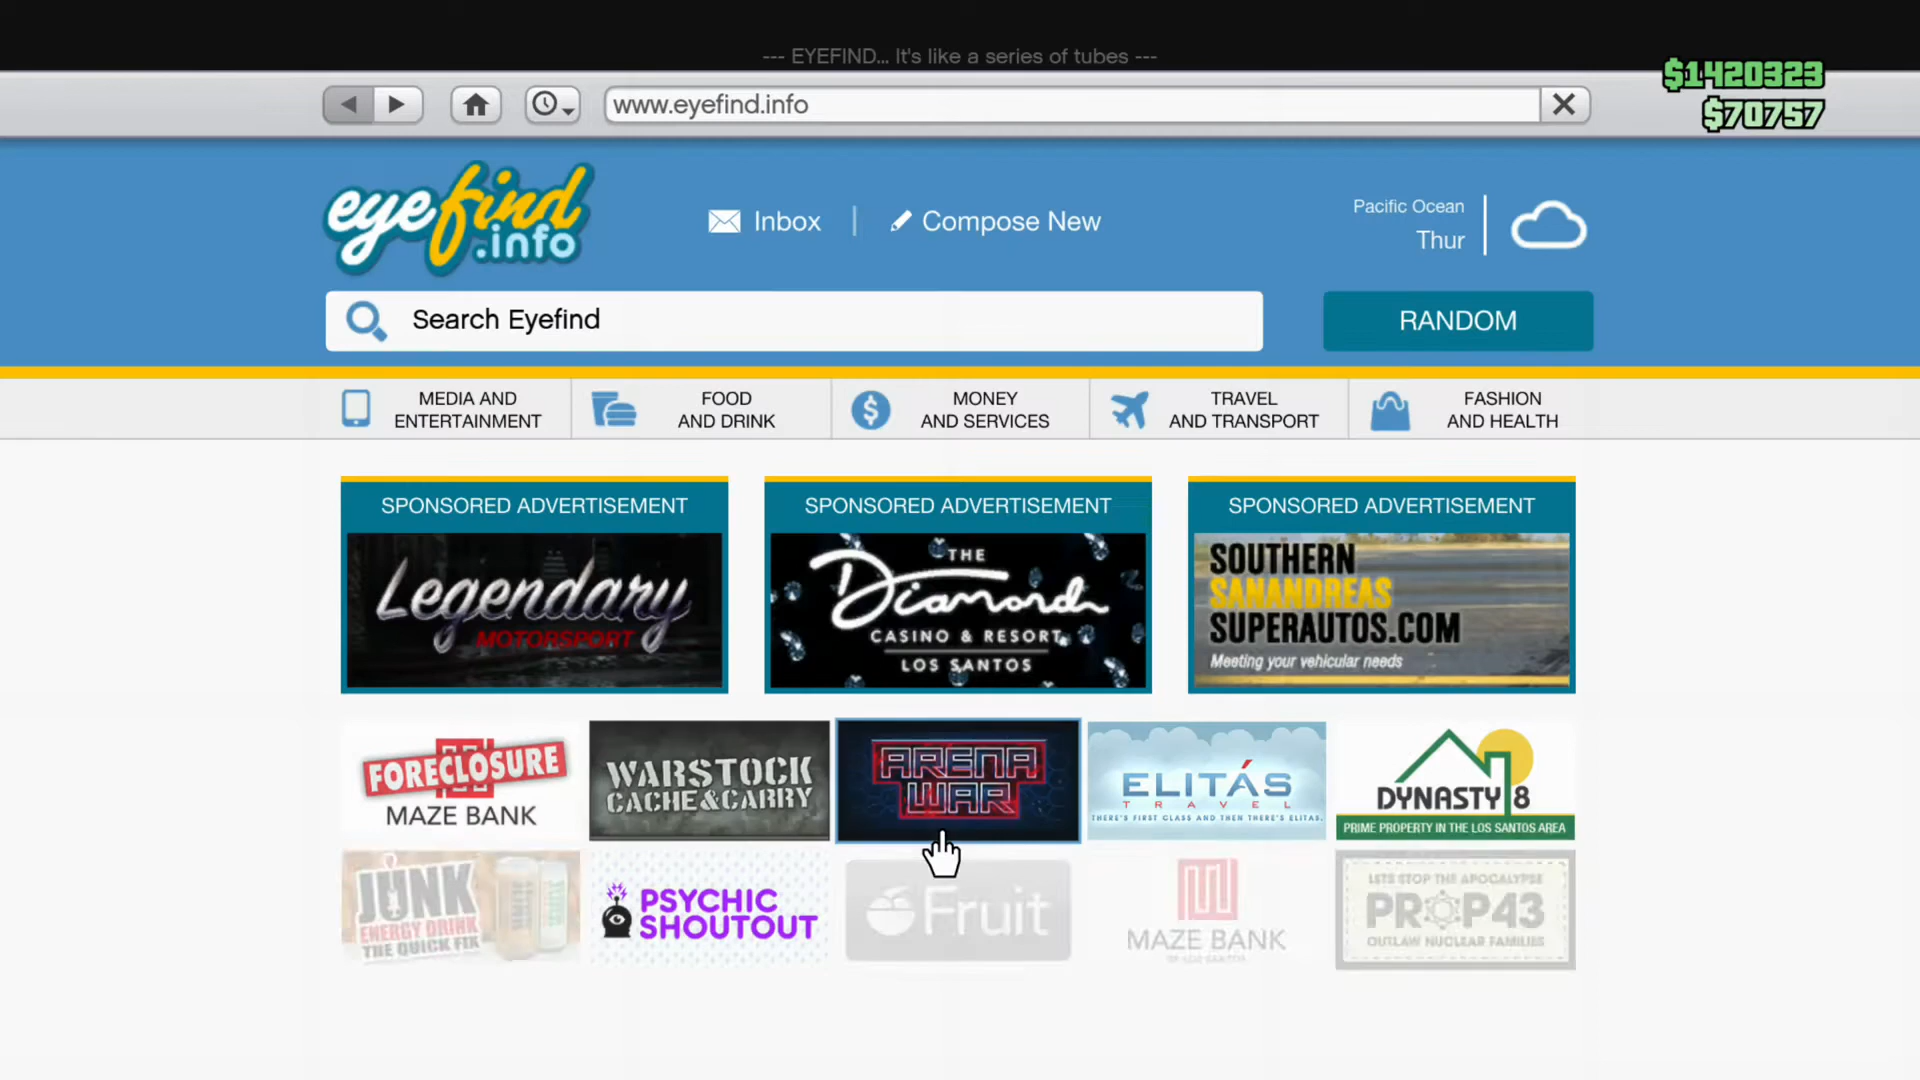 --- EYEFIND... It's like a series of tubes ---
$1420323
www.eyefind.info
$70757
eyefind
.info
Inbox
Compose New
Pacific Ocean
Thur
Search Eyefind
RANDOM
MEDIA AND
ENTERTAINMENT
FOOD
AND DRINK
MONEY
AND SERVICES
TRAVEL
AND TRANSPORT
FASHION
AND HEALTH
SPONSORED ADVERTISEMENT
Legendary
MOTORSPORT
SPONSORED ADVERTISEMENT
THE
Diamond
CASINO & RESORT
LOS SANTOS
SPONSORED ADVERTISEMENT
SOUTHERN
SANANDREAS
SUPERAUTOS.COM
Meeting your vehicular needs
FORECLOSURE
MAZE BANK
WARSTOCK
CACHE&CARRY
ARENA
WAR
ELITÁS
TRAVEL
THERE'S FIRST CLASS AND THEN THERE'S ELITAS.
DYNASTY 8
PRIME PROPERTY IN THE LOS SANTOS AREA
JUNK
ENERGY DRINK
THE QUICK FIX
PSYCHIC
SHOUTOUT
Fruit
MAZE BANK
OF LOS SANTOS
LETS STOP THE APOCALYPSE
PROP43
OUTLAW NUCLEAR FAMILIES